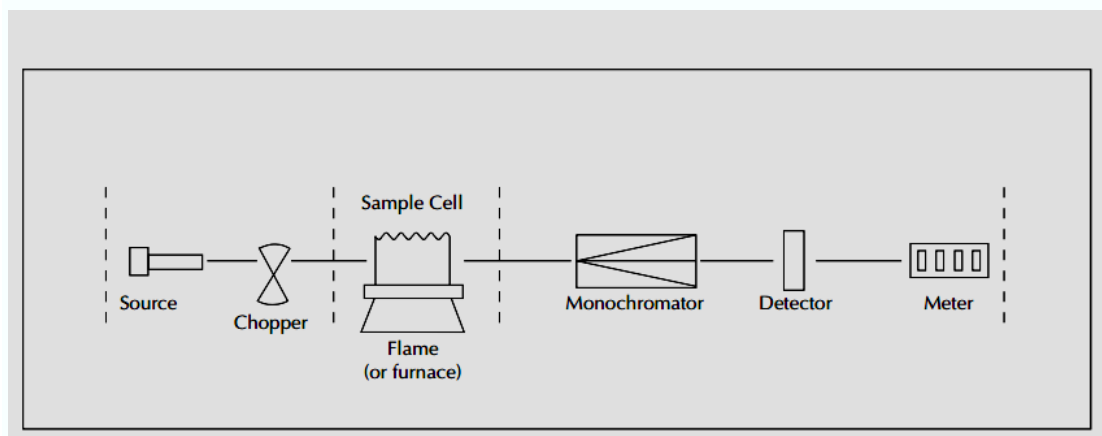 Sample Cell
Source
Chopper
Flame
(or furnace)
Monochromator
Detector
Meter